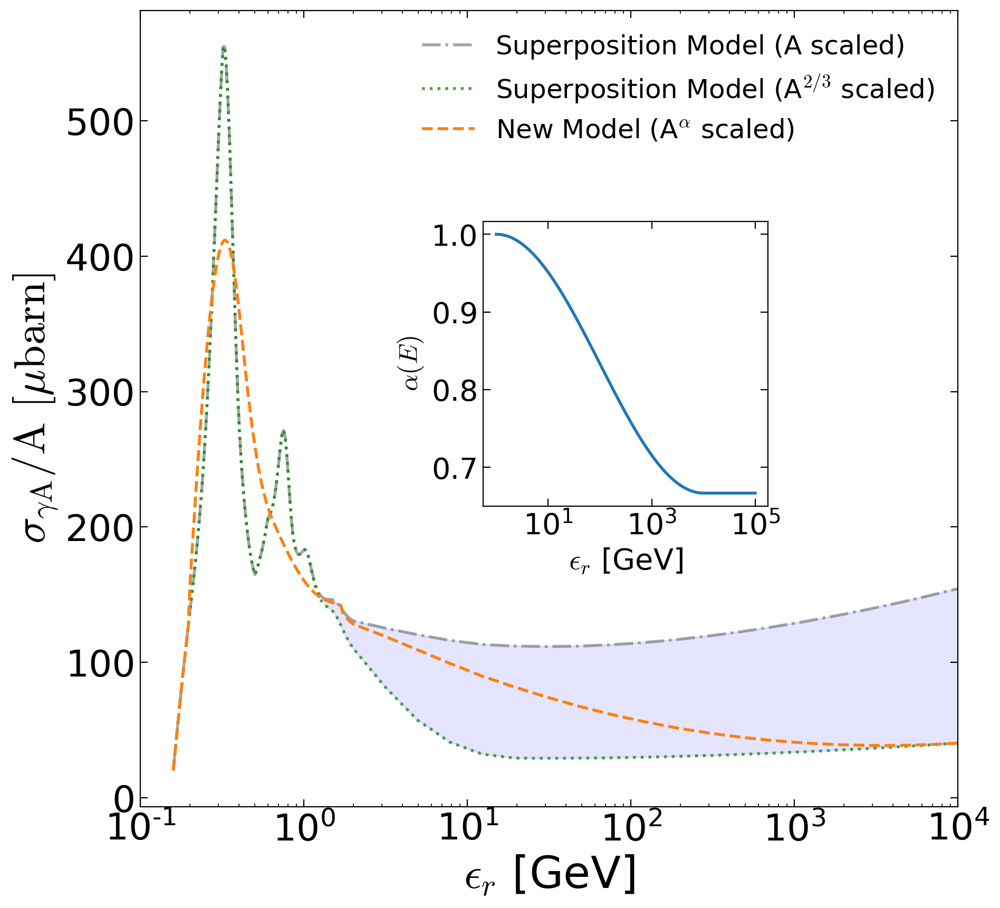 Superposition Model (A scaled)
Superposition Model (A^{2/3} scaled)
New Model (A^α scaled)
500
400
300
200
100
0
σ_{γA}/A [μbarn]
1.0
0.9
0.8
0.7
α(E)
10^1 10^3 10^5
ϵ_r [GeV]
10^{-1} 10^0 10^1 10^2 10^3 10^4
ϵ_r [GeV]